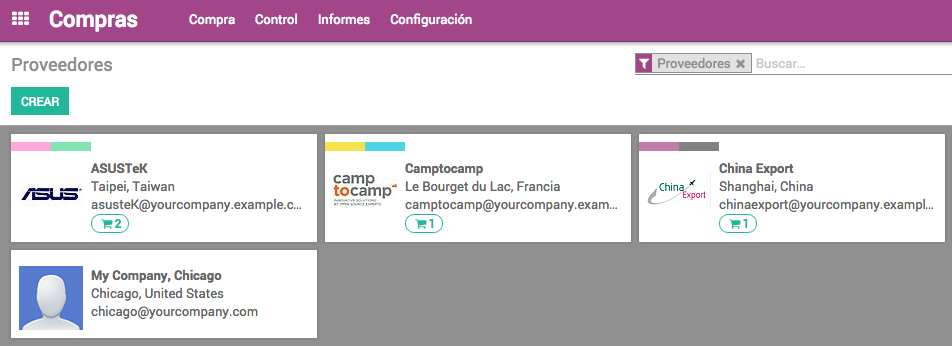 Compras Compra Control Informes Configuración
Proveedores
Proveedores ✖ Buscar...
CREAR
ASUSTeK
Taipei, Taiwan
asusteK@yourcompany.example.c...
2
ASUS
Camptocamp
Le Bourget du Lac, Francia
camptocamp@yourcompany.exam...
1
camp
to camp
INNOVATIVE SOLUTIONS
BY OPEN SOURCE EXPERTS
China Export
Shanghai, China
chinaexport@yourcompany.exampl...
1
China
Export
My Company, Chicago
Chicago, United States
chicago@yourcompany.com